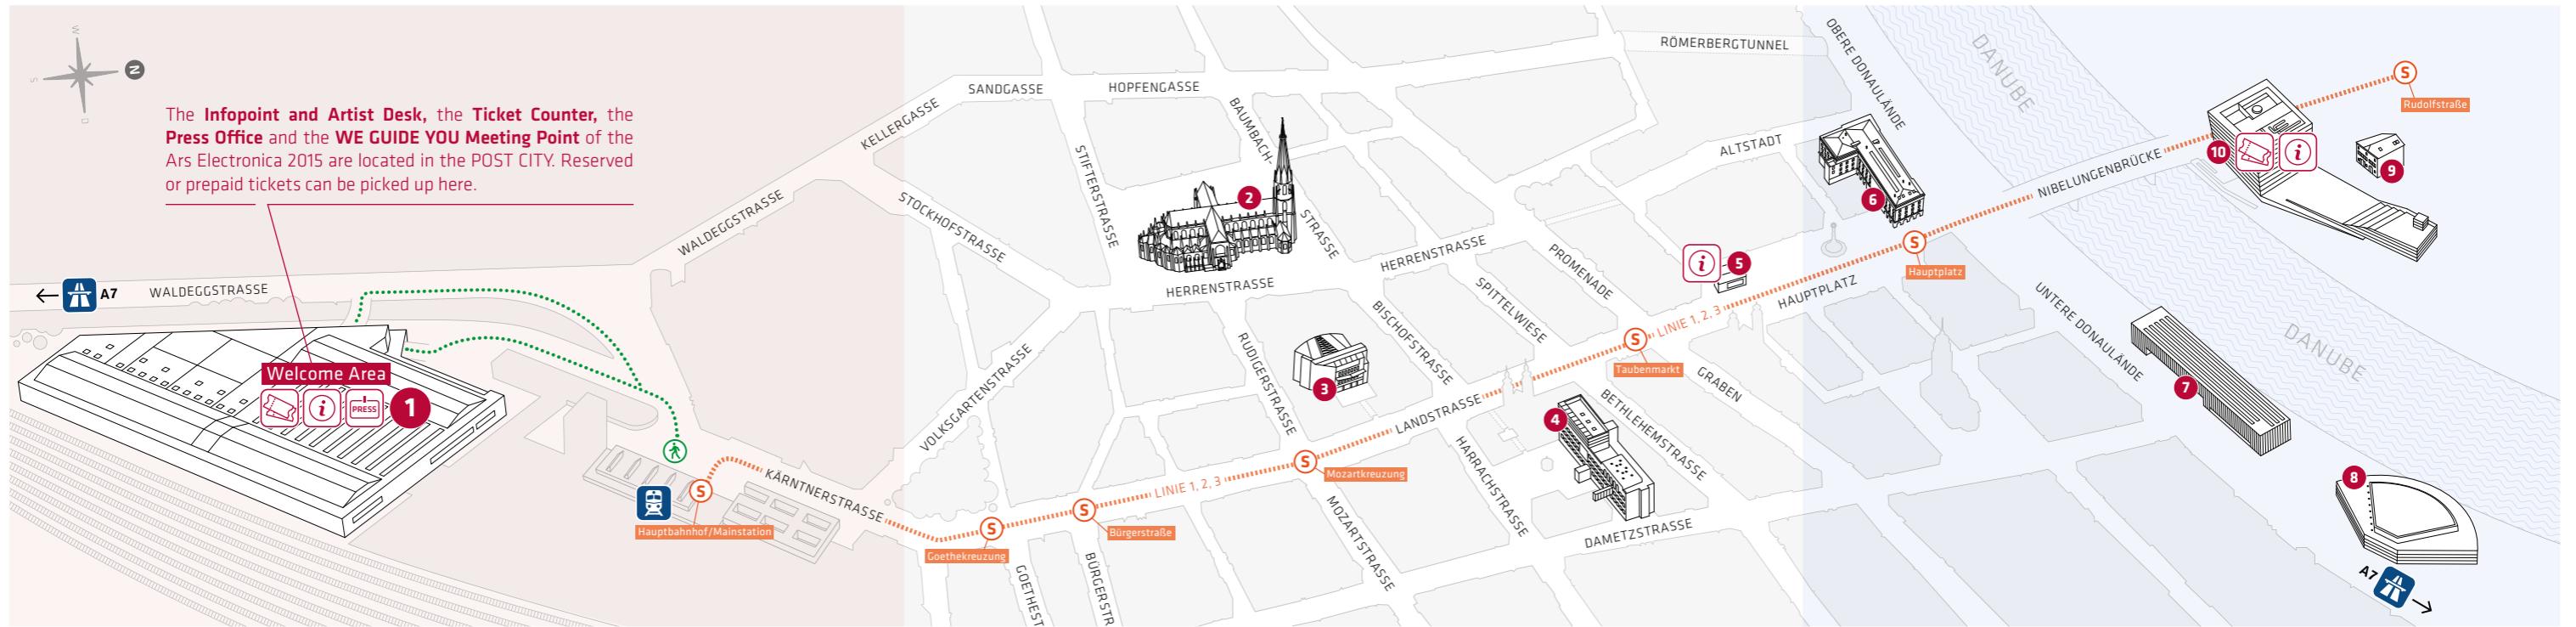 W
N
S
O
The Infopoint and Artist Desk, the Ticket Counter, the
Press Office and the WE GUIDE YOU Meeting Point of the
Ars Electronica 2015 are located in the POST CITY. Reserved
or prepaid tickets can be picked up here.
A7
WALDEGGSTRASSE
WALDEGGSTRASSE
KELLERGASSE
SANDGASSE
HOPFENGASSE
STIFTERSTRASSE
STOCKHOFSTRASSE
BAUMBACH-
STRASSE
2
HERRENSTRASSE
HERRENSTRASSE
RÖMERBERGTUNNEL
OBERE DONAULÄNDE
ALTSTADT
PROMENADE
SPITTELWIESE
BISCHOFSTRASSE
RUDIGERSTRASSE
VOLKSGARTENSTRASSE
Welcome Area
i
PRESS
1
S
Hauptbahnhof/Mainstation
KÄRNTNERSTRASSE
S
Goethekreuzung
S
Bürgerstraße
GOETHEST
BÜRGERSTR
LINIE 1, 2, 3
S
Mozartkreuzung
MOZARTSTRASSE
3
LANDSTRASSE
HARRACHSTRASSE
4
BETHLEHEMSTRASSE
DAMETZSTRASSE
S
Taubenmarkt
GRABEN
LINIE 1, 2, 3
i
5
HAUPTPLATZ
6
S
Hauptplatz
NIBELUNGENBRÜCKE
DANUBE
UNTERE DONAULÄNDE
DANUBE
7
8
A7
10
i
9
S
Rudolfstraße